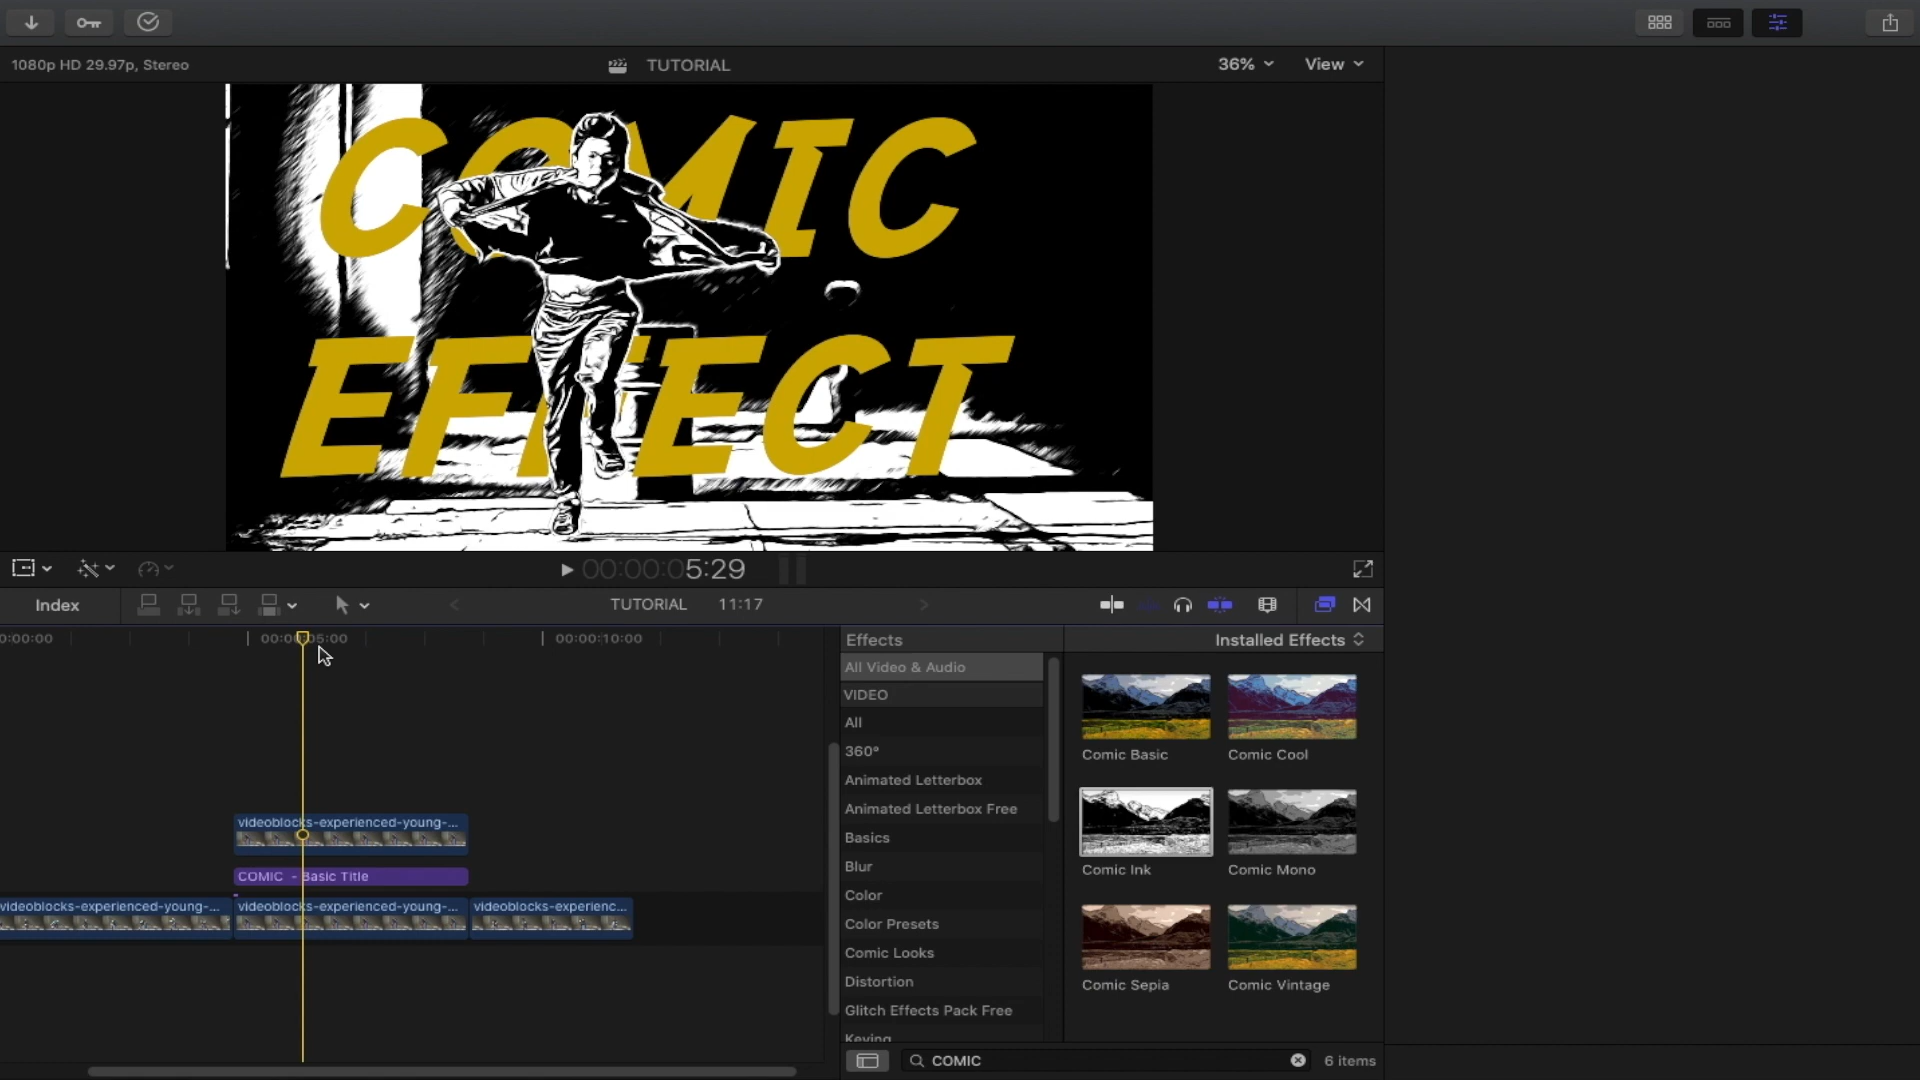 1080p HD 29.97p, Stereo
TUTORIAL
36%
View
COMIC
EFFECT
00:00:05:29
Index
TUTORIAL
11:17
0:00:00
00:00:05:00
00:00:10:00
videoblocks-experienced-young-...
COMIC - Basic Title
videoblocks-experienced-young-...
videoblocks-experienced-young-...
videoblocks-experienc...
Effects
Installed Effects
All Video & Audio
VIDEO
All
360°
Animated Letterbox
Animated Letterbox Free
Basics
Blur
Color
Color Presets
Comic Looks
Distortion
Glitch Effects Pack Free
Keying
Comic Basic
Comic Cool
Comic Ink
Comic Mono
Comic Sepia
Comic Vintage
COMIC
6 items